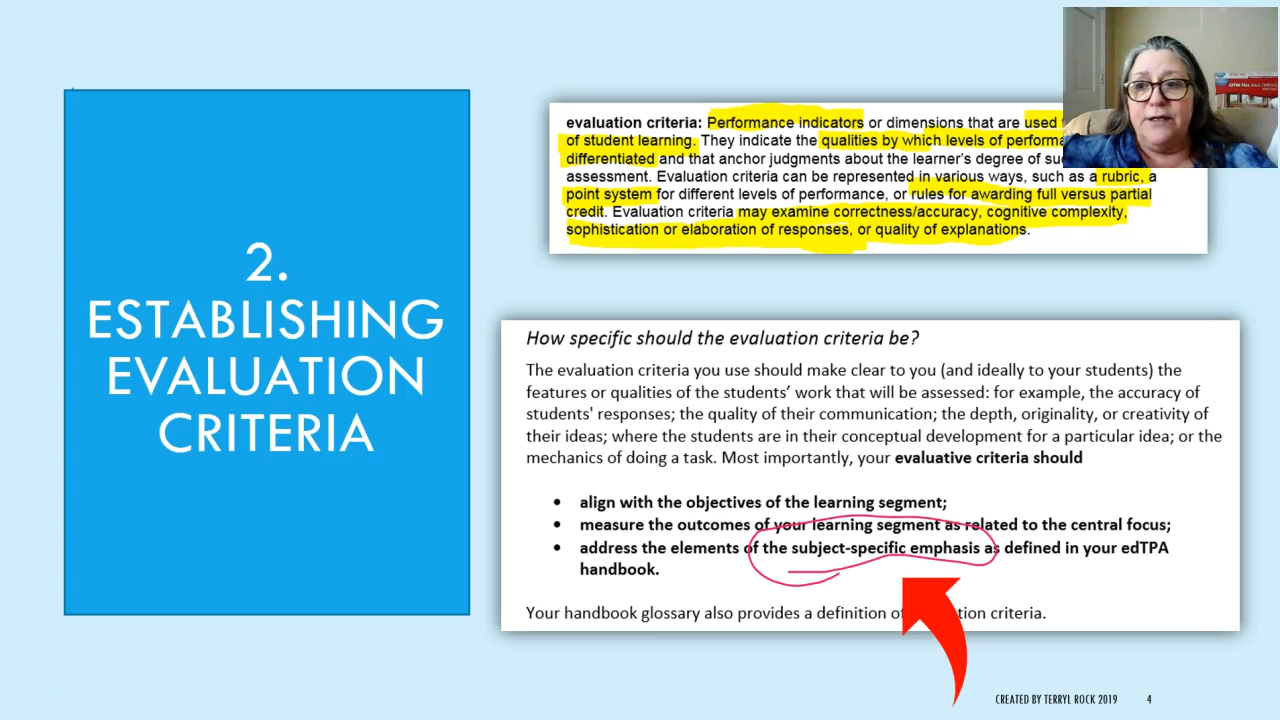 2.
ESTABLISHING
EVALUATION
CRITERIA
evaluation criteria: Performance indicators or dimensions that are used
of student learning. They indicate the qualities by which levels of
differentiated and that anchor judgments about the learner's degree of
assessment. Evaluation criteria can be represented in various ways, such as a rubric, a
point system for different levels of performance, or rules for awarding full versus partial
credit. Evaluation criteria may examine correctness/accuracy, cognitive complexity,
sophistication or elaboration of responses, or quality of explanations.
How specific should the evaluation criteria be?
The evaluation criteria you use should make clear to you (and ideally to your students) the
features or qualities of the students' work that will be assessed: for example, the accuracy of
students' responses; the quality of their communication; the depth, originality, or creativity of
their ideas; where the students are in their conceptual development for a particular idea; or the
mechanics of doing a task. Most importantly, your evaluative criteria should
• align with the objectives of the learning segment;
• measure the outcomes of your learning segment as related to the central focus;
• address the elements of the subject-specific emphasis as defined in your edTPA
handbook.
Your handbook glossary also provides a definition criteria.
CREATED BY TERRYL ROCK 2019 4